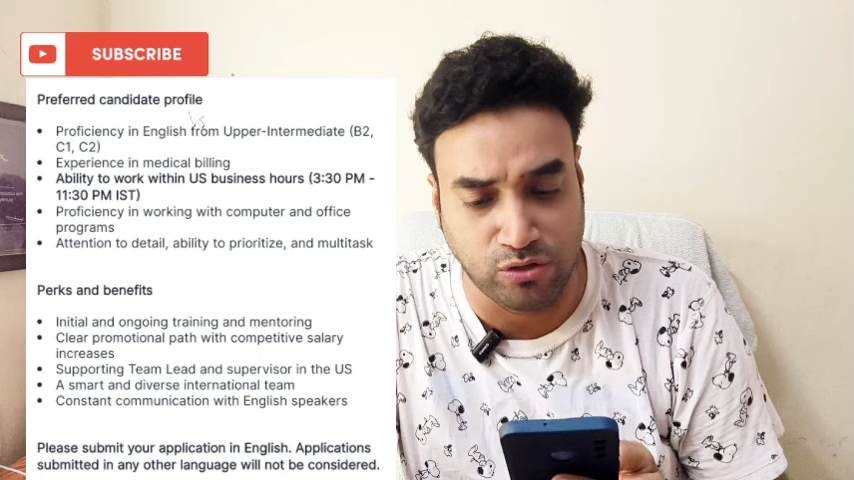 SUBSCRIBE
Preferred candidate profile
• Proficiency in English from Upper-Intermediate (B2,
C1, C2)
• Experience in medical billing
• Ability to work within US business hours (3:30 PM -
11:30 PM IST)
• Proficiency in working with computer and office
programs
• Attention to detail, ability to prioritize, and multitask
Perks and benefits
• Initial and ongoing training and mentoring
• Clear promotional path with competitive salary
increases
• Supporting Team Lead and supervisor in the US
• A smart and diverse international team
• Constant communication with English speakers
Please submit your application in English. Applications
submitted in any other language will not be considered.